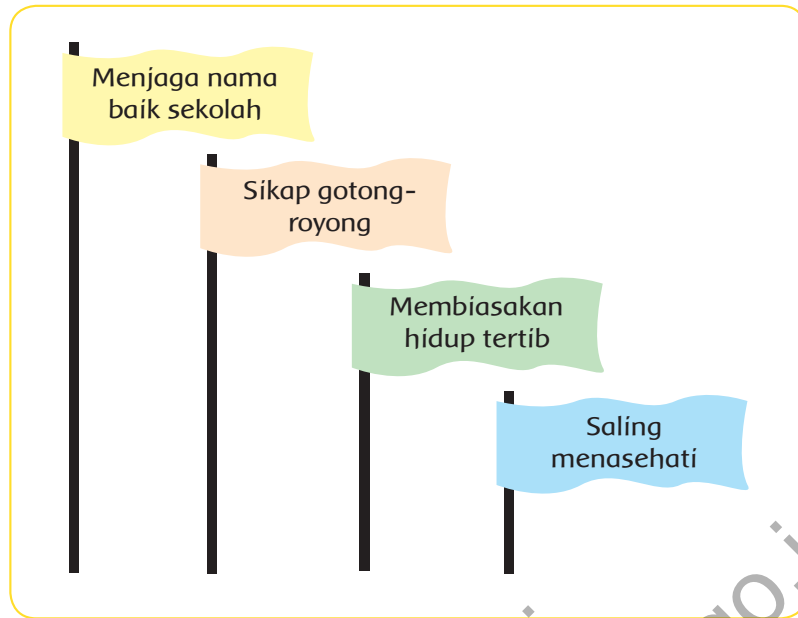 Menjaga nama
baik sekolah
Sikap gotong-
royong
Membiasakan
hidup tertib
Saling
menasehati